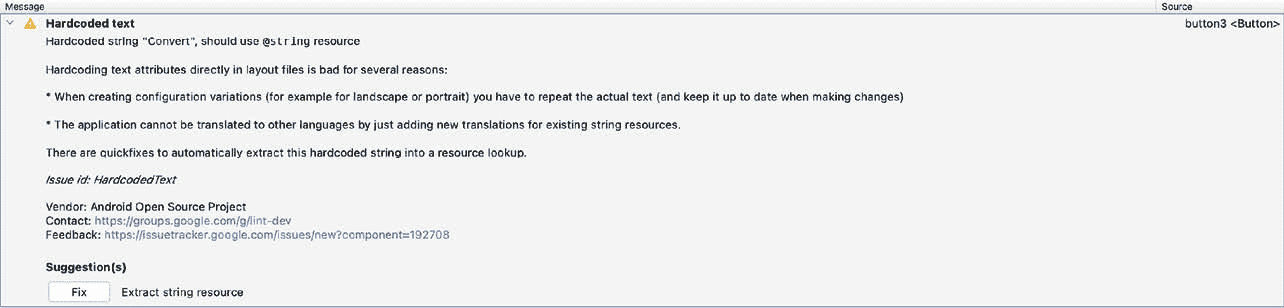 Message Source
Hardcoded text button3 <Button>
Hardcoded string "Convert", should use @string resource
Hardcoding text attributes directly in layout files is bad for several reasons:
* When creating configuration variations (for example for landscape or portrait) you have to repeat the actual text (and keep it up to date when making changes)
* The application cannot be translated to other languages by just adding new translations for existing string resources.
There are quickfixes to automatically extract this hardcoded string into a resource lookup.
Issue id: HardcodedText
Vendor: Android Open Source Project
Contact: https://groups.google.com/g/lint-dev
Feedback: https://issuetracker.google.com/issues/new?component=192708
Suggestion(s)
Fix Extract string resource